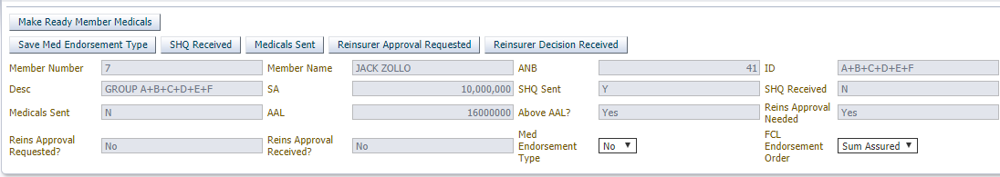 Make Ready Member Medicals
Save Med Endorsement Type SHQ Received Medicals Sent Reinsurer Approval Requested Reinsurer Decision Received
Member Number 7 Member Name JACK ZOLLO ANB 41 ID A+B+C+D+E+F
Desc GROUP A+B+C+D+E+F SA 10,000,000 SHQ Sent Y SHQ Received N
Medicals Sent N AAL 16000000 Above AAL? Yes Reins Approval Needed Yes
Reins Approval Requested? No Reins Approval Received? No Med Endorsement Type No FCL Endorsement Order Sum Assured